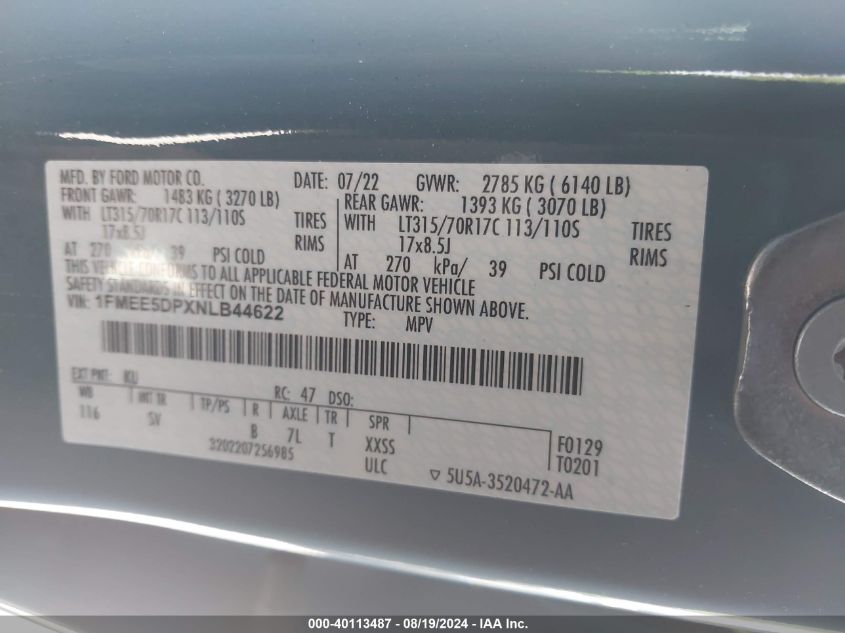 MFD. BY FORD MOTOR CO.
DATE: 07/22 GVWR: 2785 KG ( 6140 LB)
FRONT GAWR: 1483 KG ( 3270 LB)
WITH LT315/70R17C 113/110S TIRES
17x8.5J RIMS
AT 270 kPa/ 39 PSI COLD
REAR GAWR: 1393 KG ( 3070 LB)
WITH LT315/70R17C 113/110S TIRES
17x8.5J RIMS
AT 270 kPa/ 39 PSI COLD
THIS VEHICLE CONFORMS TO ALL APPLICABLE FEDERAL MOTOR VEHICLE
SAFETY STANDARDS IN EFFECT ON THE DATE OF MANUFACTURE SHOWN ABOVE.
VIN: 1FMEE5DPXNLB44622
TYPE: MPV
EXT PNT: KU RC: 47 DSO:
WB INT TR TP/PS R AXLE TR SPR
116 SV B 7L T XXSS
3202207256985 ULC
F0129
T0201
▽ 5U5A-3520472-AA
000-40113487 - 08/19/2024 - IAA Inc.